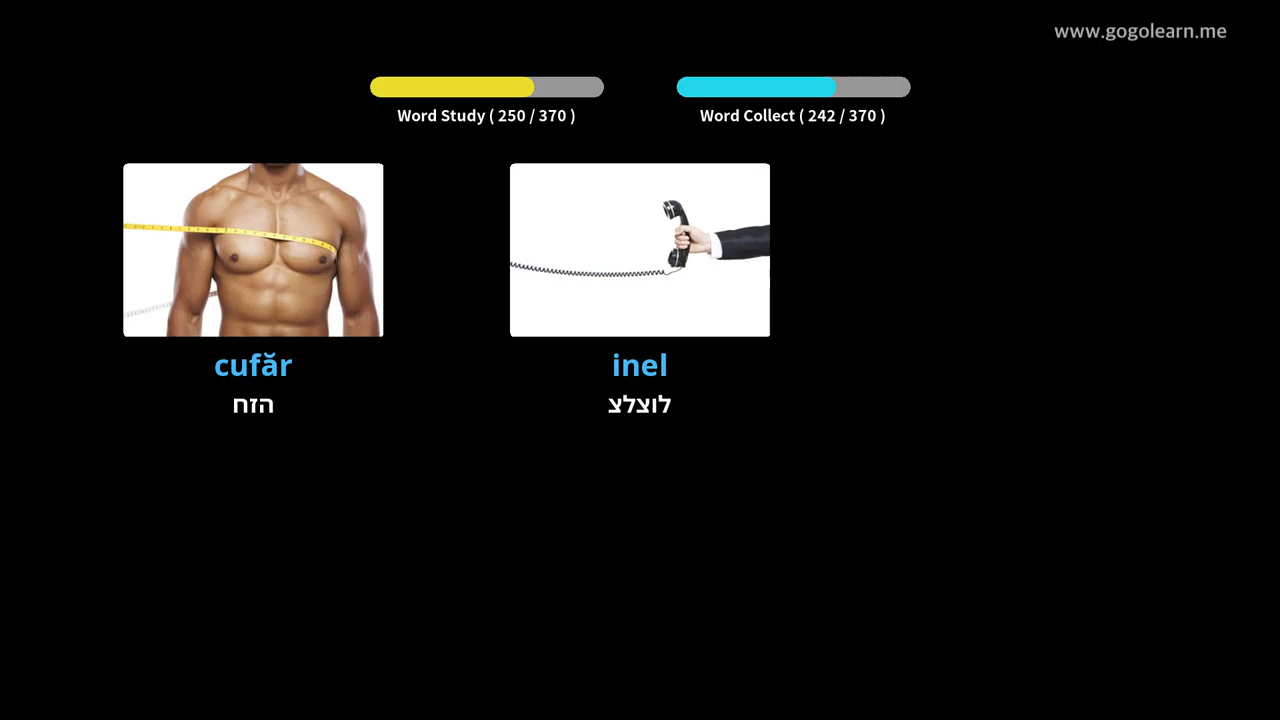 www.gogolearn.me
Word Study ( 250 / 370 )
Word Collect ( 242 / 370 )
cufăr
הזח
inel
לוצלצ